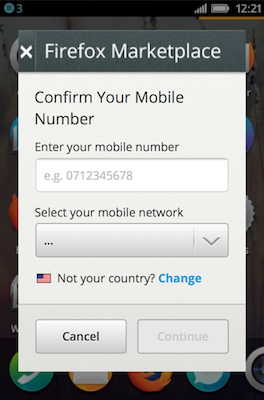 3 12:21
Firefox Marketplace
Confirm Your Mobile
Number
Enter your mobile number
e.g. 0712345678
Select your mobile network
...
Not your country? Change
Cancel Continue